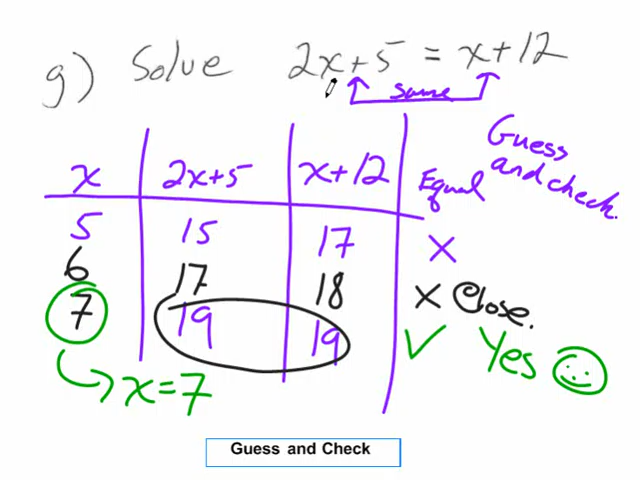 g) Solve 2x+5 = x+12
same
Guess
and check.
x 2x+5 x+12 Equal
5 15 17 X
6 17 18 X Close.
7 19 19 ✓ Yes
x=7
Guess and Check